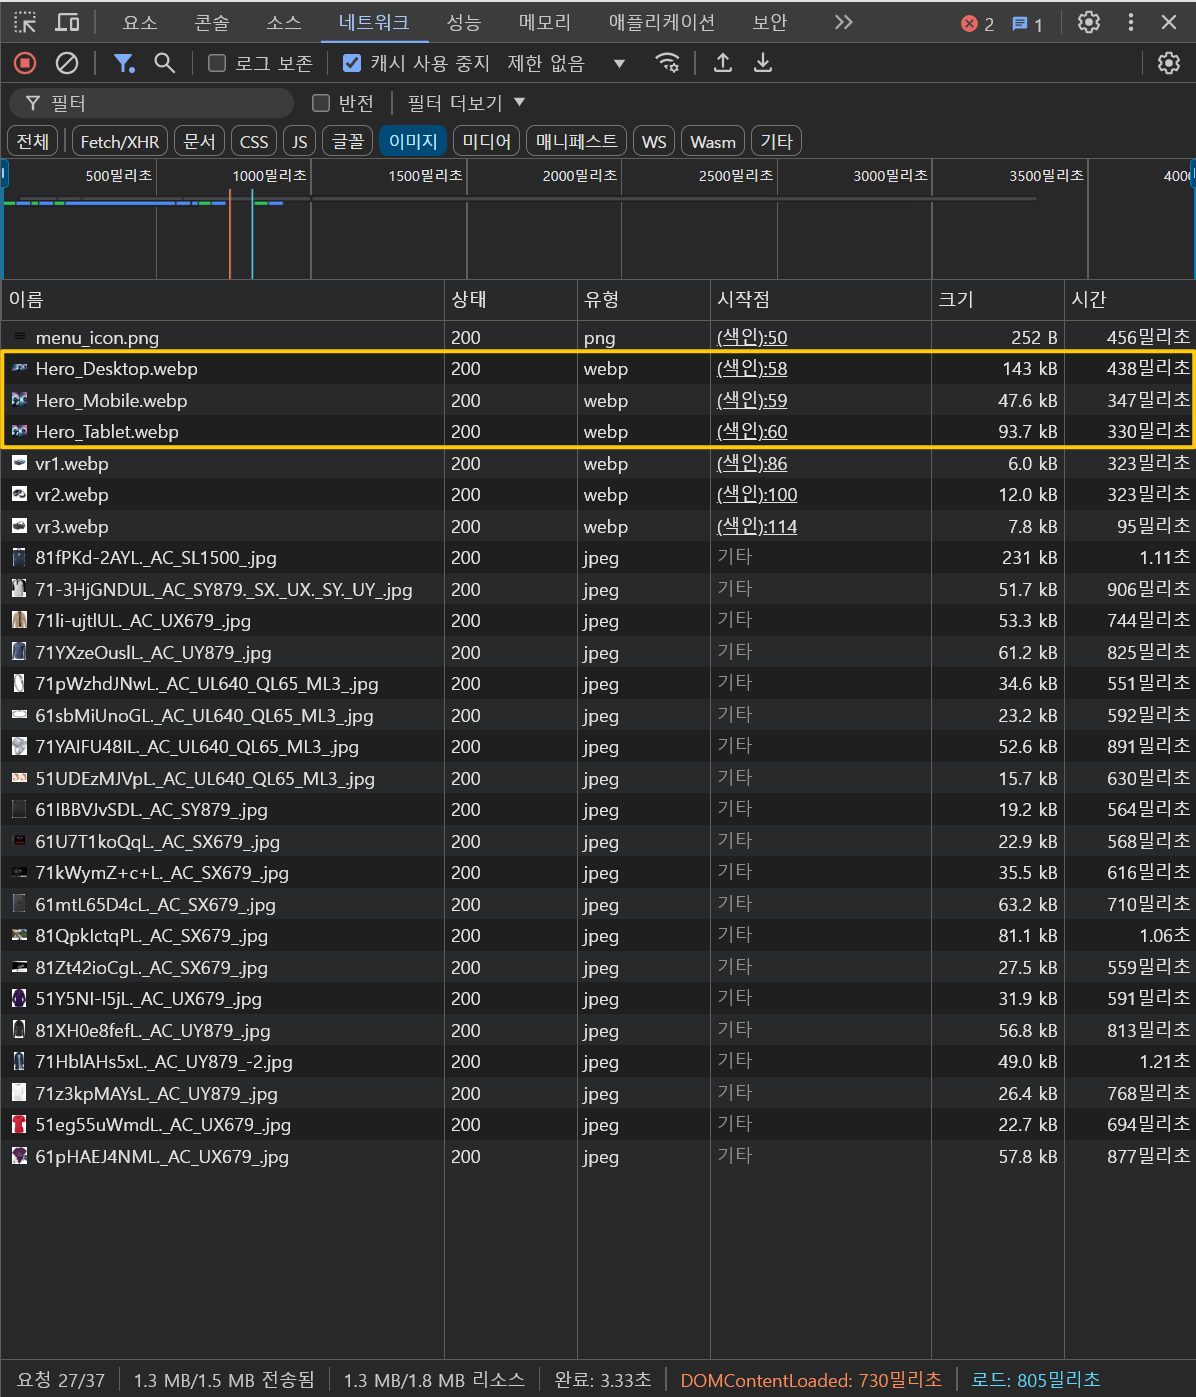 요소 콘솔 소스 네트워크 성능 메모리 애플리케이션 보안 2 1
로그 보존 캐시 사용 중지 제한 없음
필터 반전 필터 더보기
전체 Fetch/XHR 문서 CSS JS 글꼴 이미지 미디어 매니페스트 WS Wasm 기타
500밀리초 1000밀리초 1500밀리초 2000밀리초 2500밀리초 3000밀리초 3500밀리초 4000
이름 상태 유형 시작점 크기 시간
menu_icon.png 200 png (색인):50 252 B 456밀리초
Hero_Desktop.webp 200 webp (색인):58 143 kB 438밀리초
Hero_Mobile.webp 200 webp (색인):59 47.6 kB 347밀리초
Hero_Tablet.webp 200 webp (색인):60 93.7 kB 330밀리초
vr1.webp 200 webp (색인):86 6.0 kB 323밀리초
vr2.webp 200 webp (색인):100 12.0 kB 323밀리초
vr3.webp 200 webp (색인):114 7.8 kB 95밀리초
81fPKd-2AYL._AC_SL1500_.jpg 200 jpeg 기타 231 kB 1.11초
71-3HjGNDUL._AC_SY879._SX._UX._SY._UY_.jpg 200 jpeg 기타 51.7 kB 906밀리초
71li-ujtlUL._AC_UX679_.jpg 200 jpeg 기타 53.3 kB 744밀리초
71YXzeOuslL._AC_UY879_.jpg 200 jpeg 기타 61.2 kB 825밀리초
71pWzhdJNwL._AC_UL640_QL65_ML3_.jpg 200 jpeg 기타 34.6 kB 551밀리초
61sbMiUnoGL._AC_UL640_QL65_ML3_.jpg 200 jpeg 기타 23.2 kB 592밀리초
71YAIFU48IL._AC_UL640_QL65_ML3_.jpg 200 jpeg 기타 52.6 kB 891밀리초
51UDEzMJVpL._AC_UL640_QL65_ML3_.jpg 200 jpeg 기타 15.7 kB 630밀리초
61IBBVJvSDL._AC_SY879_.jpg 200 jpeg 기타 19.2 kB 564밀리초
61U7T1koQqL._AC_SX679_.jpg 200 jpeg 기타 22.9 kB 568밀리초
71kWymZ+c+L._AC_SX679_.jpg 200 jpeg 기타 35.5 kB 616밀리초
61mtL65D4cL._AC_SX679_.jpg 200 jpeg 기타 63.2 kB 710밀리초
81QpkIctqPL._AC_SX679_.jpg 200 jpeg 기타 81.1 kB 1.06초
81Zt42ioCgL._AC_SX679_.jpg 200 jpeg 기타 27.5 kB 559밀리초
51Y5NI-I5jL._AC_UX679_.jpg 200 jpeg 기타 31.9 kB 591밀리초
81XH0e8fefL._AC_UY879_.jpg 200 jpeg 기타 56.8 kB 813밀리초
71HblAHs5xL._AC_UY879_-2.jpg 200 jpeg 기타 49.0 kB 1.21초
71z3kpMAYsL._AC_UY879_.jpg 200 jpeg 기타 26.4 kB 768밀리초
51eg55uWmdL._AC_UX679_.jpg 200 jpeg 기타 22.7 kB 694밀리초
61pHAEJ4NML._AC_UX679_.jpg 200 jpeg 기타 57.8 kB 877밀리초
요청 27/37 1.3 MB/1.5 MB 전송됨 1.3 MB/1.8 MB 리소스 완료: 3.33초 DOMContentLoaded: 730밀리초 로드: 805밀리초